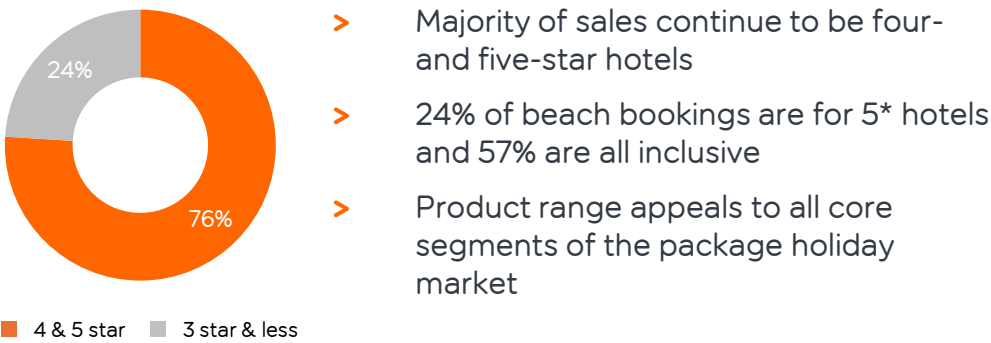 24%
76%
4 & 5 star
3 star & less
> Majority of sales continue to be four-
and five-star hotels
> 24% of beach bookings are for 5* hotels
and 57% are all inclusive
> Product range appeals to all core
segments of the package holiday
market